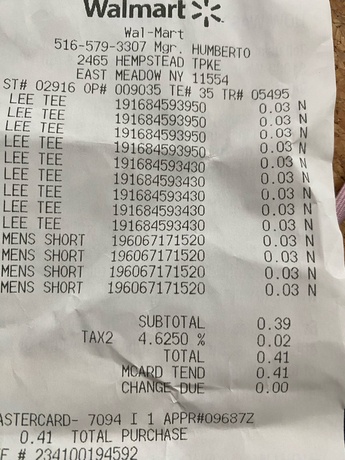 Walmart
Wal-Mart
516-579-3307 Mgr. HUMBERTO
2465 HEMPSTEAD TPKE
EAST MEADOW NY 11554
ST# 02916 OP# 009035 TE# 35 TR# 05495
LEE TEE 191684593950 0.03 N
LEE TEE 191684593950 0.03 N
LEE TEE 191684593950 0.03 N
LEE TEE 191684593950 0.03 N
LEE TEE 191684593430 0.03 N
LEE TEE 191684593430 0.03 N
LEE TEE 191684593430 0.03 N
LEE TEE 191684593430 0.03 N
LEE TEE 191684593430 0.03 N
MENS SHORT 196067171520 0.03 N
MENS SHORT 196067171520 0.03 N
MENS SHORT 196067171520 0.03 N
MENS SHORT 196067171520 0.03 N
SUBTOTAL 0.39
TAX2 4.6250 % 0.02
TOTAL 0.41
MCARD TEND 0.41
CHANGE DUE 0.00
ASTERCARD- 7094 I 1 APPR#09687Z
0.41 TOTAL PURCHASE
F # 234100194592